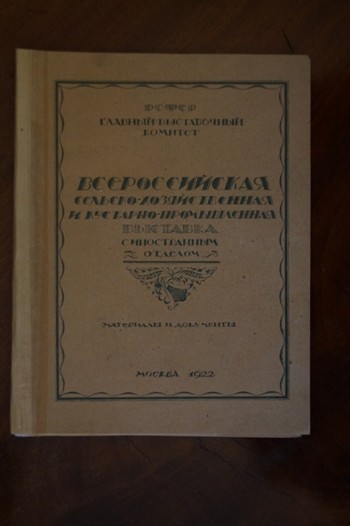 РСФСР
ГЛАВНЫЙ ВЫСТАВОЧНЫЙ
КОМИТЕТ
ВСЕРОССИЙСКАЯ
СЕЛЬСКО-ХОЗЯЙСТВЕННАЯ
И КУСТАРНО-ПРОМЫШЛЕННАЯ
ВЫСТАВКА
С ИНОСТРАННЫМ
ОТДЕЛОМ
МАТЕРИАЛЫ И ДОКУМЕНТЫ
МОСКВА 1922